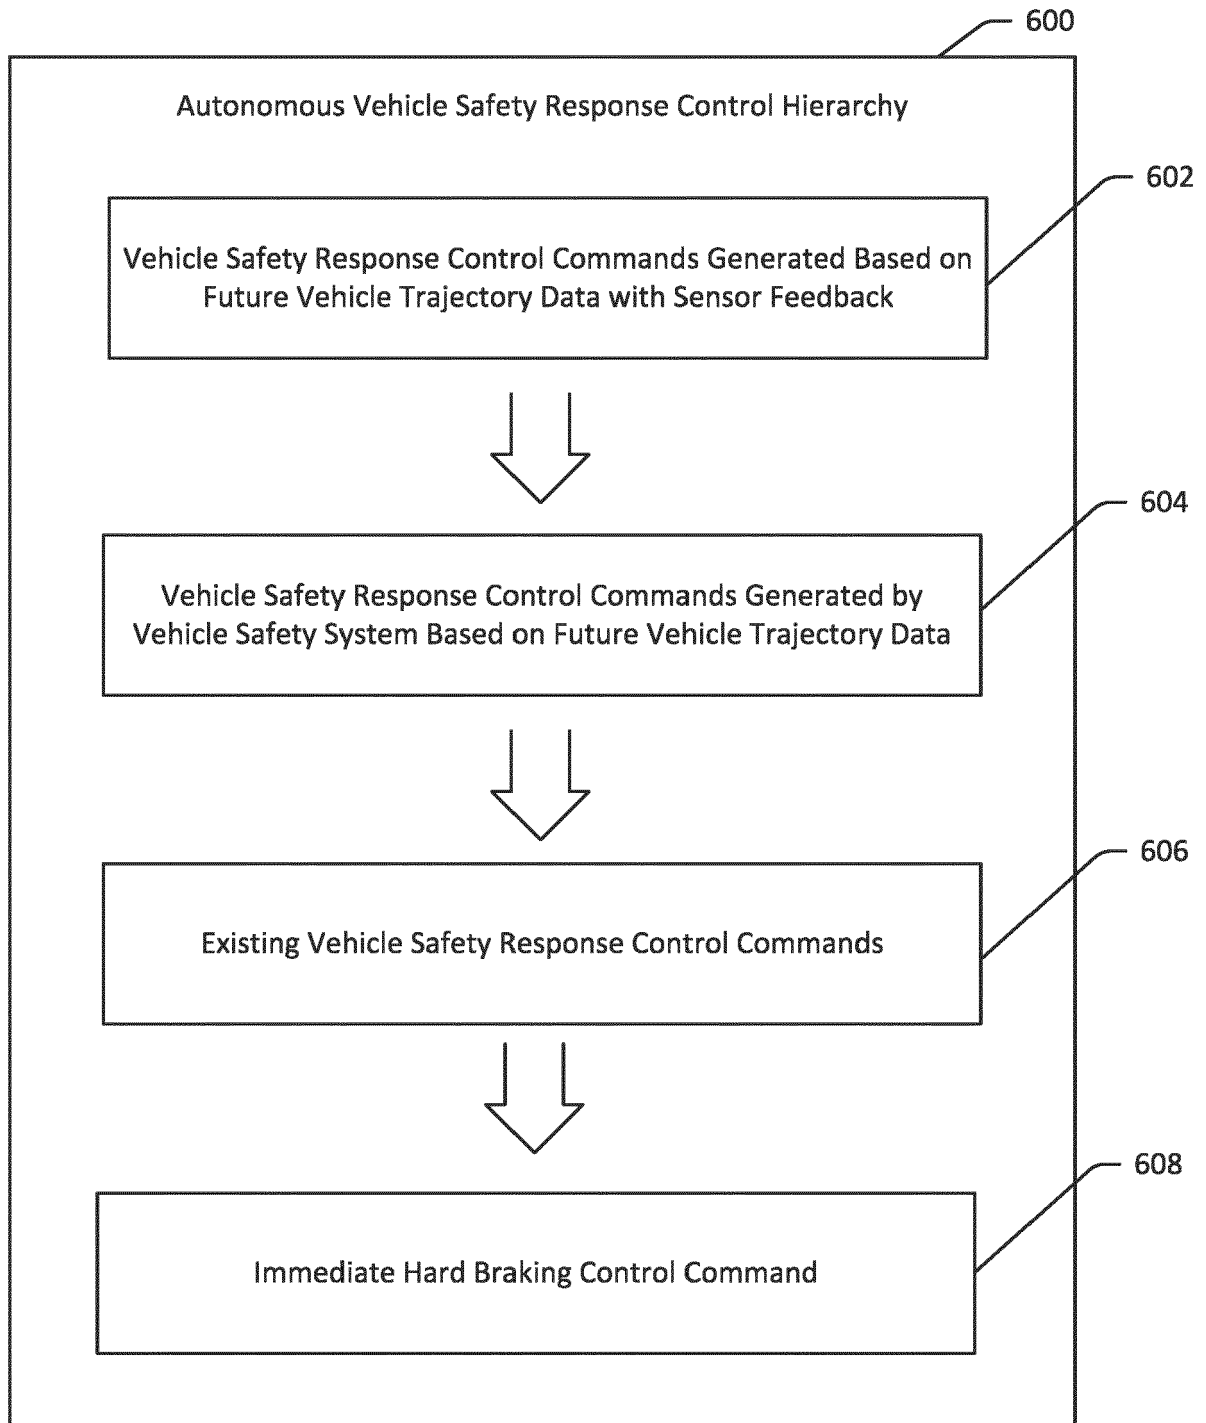 600
Autonomous Vehicle Safety Response Control Hierarchy
602
Vehicle Safety Response Control Commands Generated Based on
Future Vehicle Trajectory Data with Sensor Feedback
604
Vehicle Safety Response Control Commands Generated by
Vehicle Safety System Based on Future Vehicle Trajectory Data
606
Existing Vehicle Safety Response Control Commands
608
Immediate Hard Braking Control Command